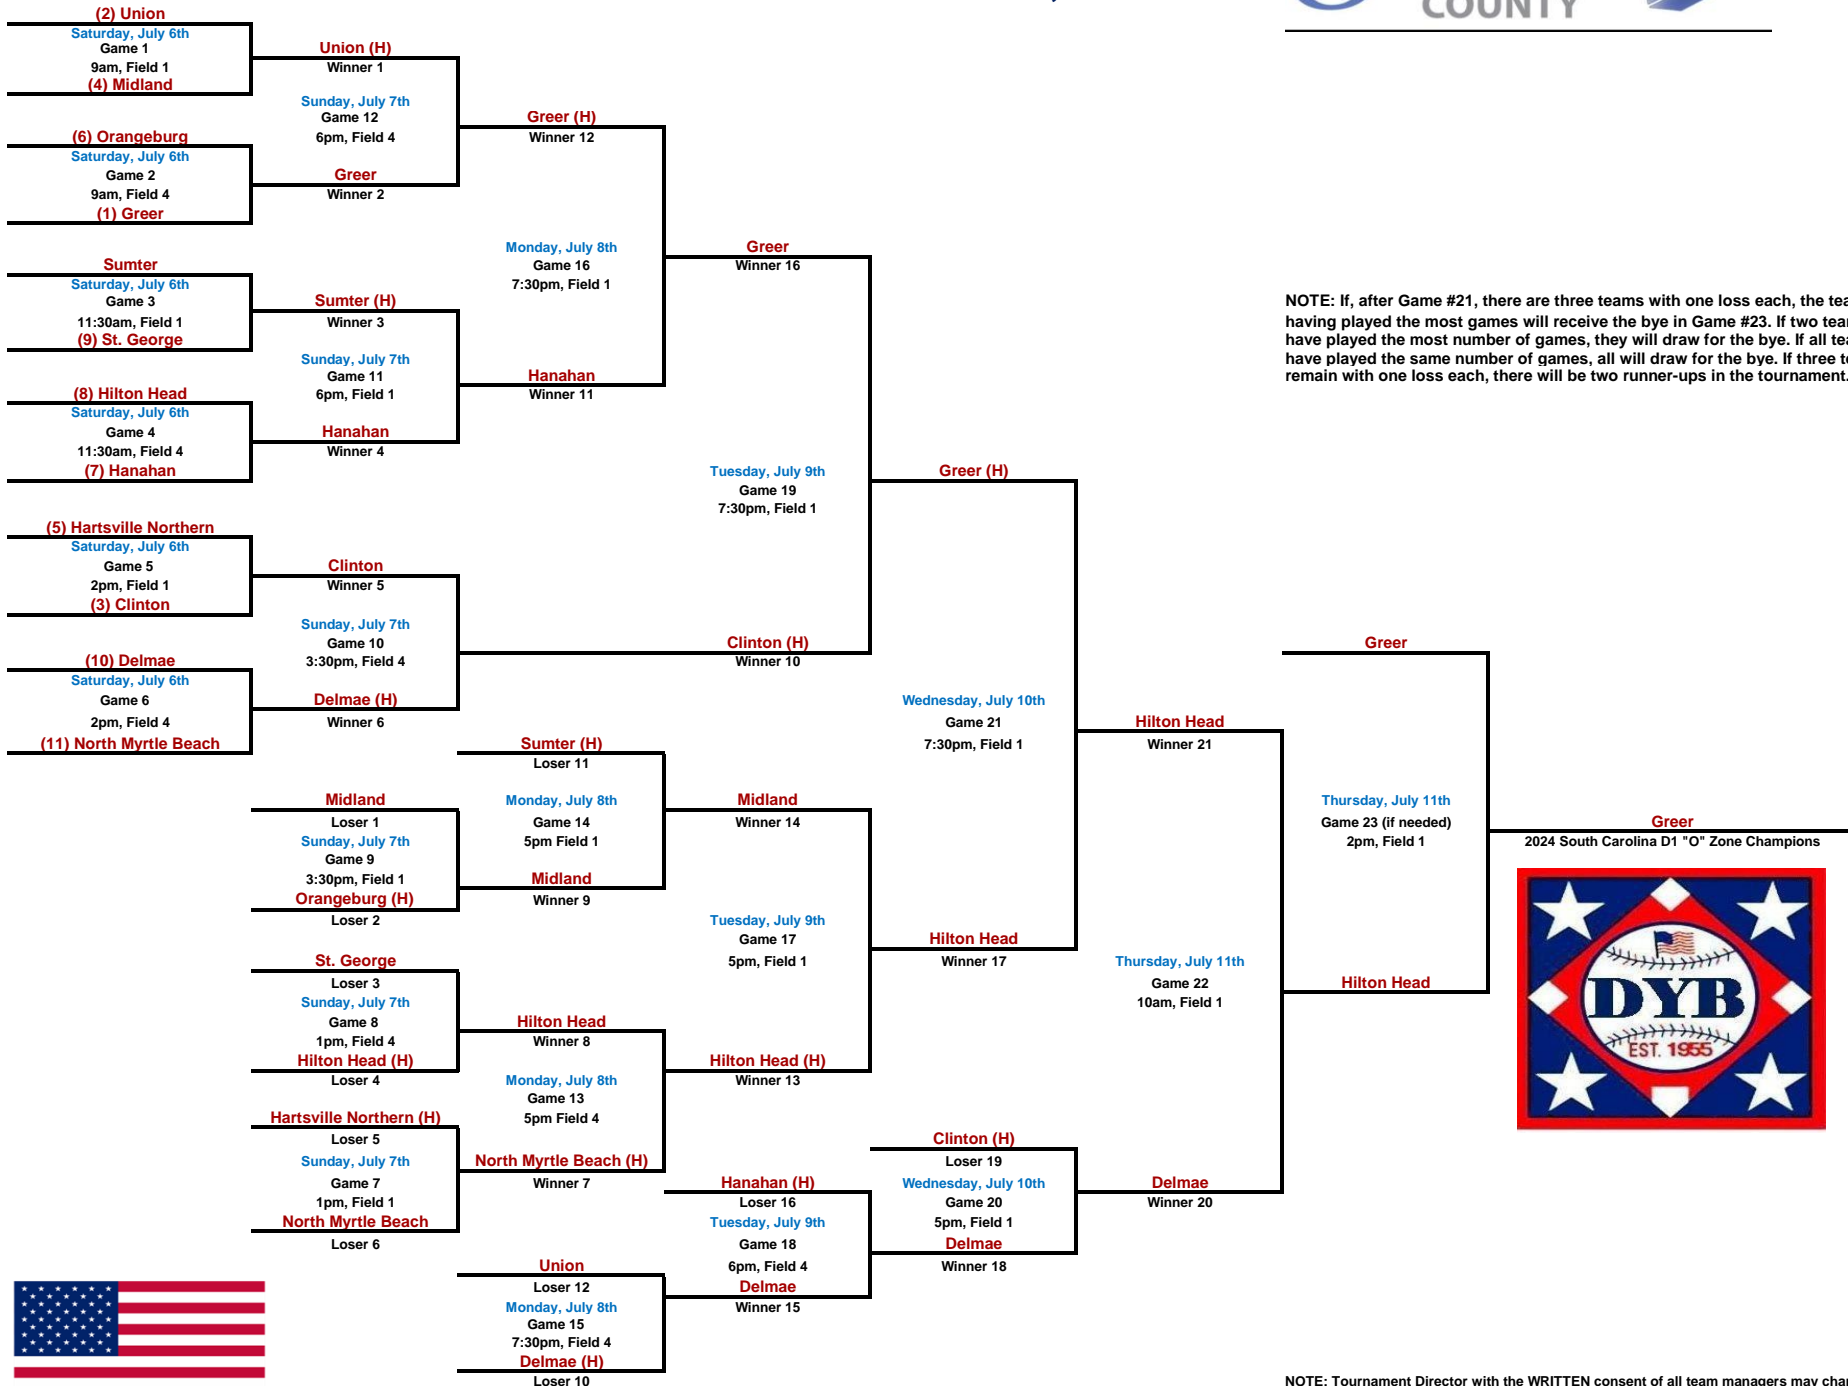 COUNTY
(2) Union
Saturday, July 6th
Game 1
9am, Field 1
(4) Midland
Union (H)
Winner 1
Sunday, July 7th
Game 12
6pm, Field 4
(6) Orangeburg
Saturday, July 6th
Game 2
9am, Field 4
(1) Greer
Greer
Winner 2
Greer (H)
Winner 12
Sumter
Saturday, July 6th
Game 3
11:30am, Field 1
(9) St. George
Sumter (H)
Winner 3
Sunday, July 7th
Game 11
6pm, Field 1
(8) Hilton Head
Saturday, July 6th
Game 4
11:30am, Field 4
(7) Hanahan
Hanahan
Winner 4
Hanahan
Winner 11
Monday, July 8th
Game 16
7:30pm, Field 1
Greer
Winner 16
NOTE: If, after Game #21, there are three teams with one loss each, the
having played the most games will receive the bye in Game #23. If two
have played the most number of games, they will draw for the bye. If all
have played the same number of games, all will draw for the bye. If three
remain with one loss each, there will be two runner-ups in the tournament.
(5) Hartsville Northern
Saturday, July 6th
Game 5
2pm, Field 1
(3) Clinton
Clinton
Winner 5
Sunday, July 7th
Game 10
3:30pm, Field 4
(10) Delmae
Saturday, July 6th
Game 6
2pm, Field 4
(11) North Myrtle Beach
Delmae (H)
Winner 6
Clinton (H)
Winner 10
Tuesday, July 9th
Game 19
7:30pm, Field 1
Greer (H)
Wednesday, July 10th
Game 21
7:30pm, Field 1
Sumter (H)
Loser 11
Monday, July 8th
Game 14
5pm Field 1
Midland
Loser 1
Sunday, July 7th
Game 9
3:30pm, Field 1
Orangeburg (H)
Loser 2
Midland
Winner 9
Midland
Winner 14
Tuesday, July 9th
Game 17
5pm, Field 1
St. George
Loser 3
Sunday, July 7th
Game 8
1pm, Field 4
Hilton Head (H)
Loser 4
Hilton Head
Winner 8
Monday, July 8th
Game 13
5pm Field 4
Hartsville Northern (H)
Loser 5
Sunday, July 7th
Game 7
1pm, Field 1
North Myrtle Beach
Loser 6
North Myrtle Beach (H)
Winner 7
Hilton Head (H)
Winner 13
Hilton Head
Winner 17
Hilton Head
Winner 21
Thursday, July 11th
Game 22
10am, Field 1
Union
Loser 12
Monday, July 8th
Game 15
7:30pm, Field 4
Delmae (H)
Loser 10
Hanahan (H)
Loser 16
Tuesday, July 9th
Game 18
6pm, Field 4
Delmae
Winner 15
Clinton (H)
Loser 19
Wednesday, July 10th
Game 20
5pm, Field 1
Delmae
Winner 18
Delmae
Winner 20
Greer
Thursday, July 11th
Game 23 (if needed)
2pm, Field 1
Hilton Head
Greer
2024 South Carolina D1 "O" Zone Champions
DYB
EST. 1955
NOTE: Tournament Director with the WRITTEN consent of all team managers may